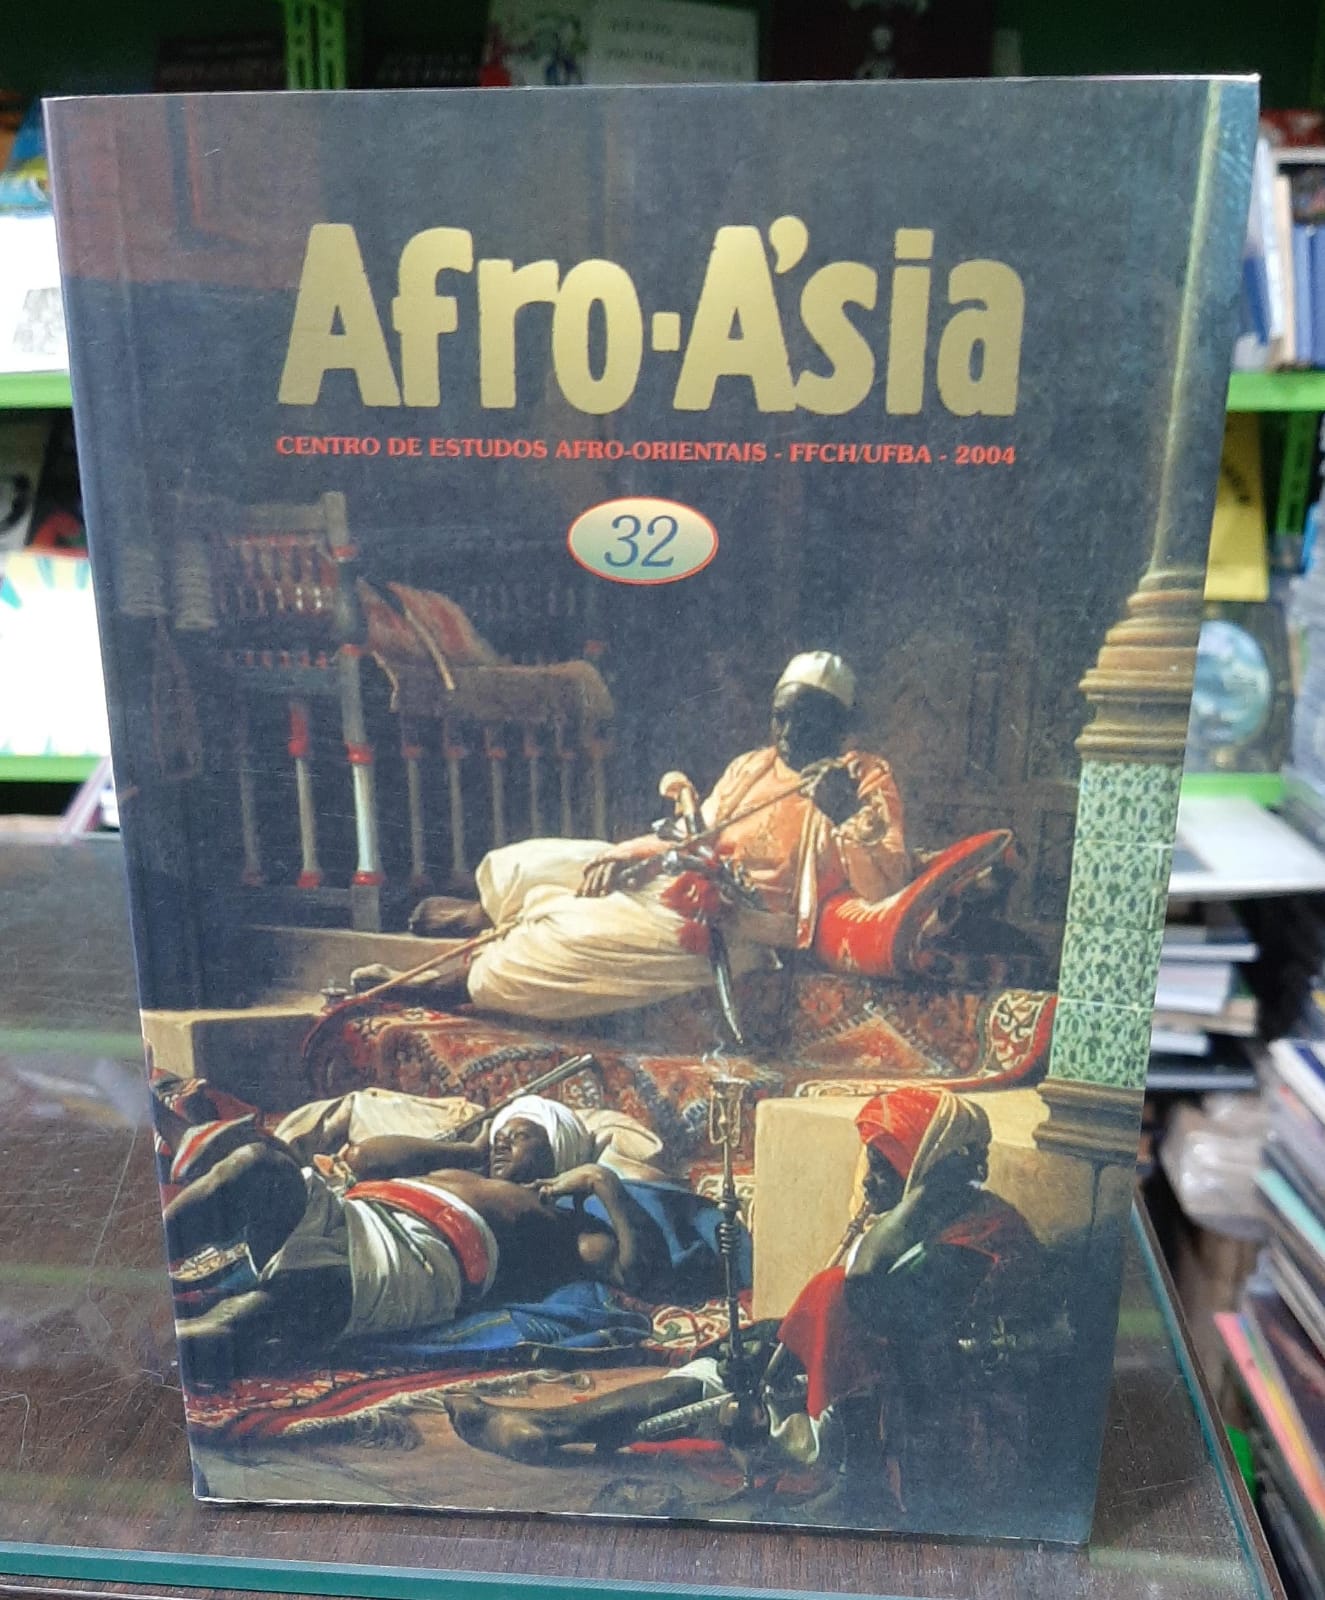 Afro-Ásia
CENTRO DE ESTUDOS AFRO-ORIENTAIS - FFCH/UFBA - 2004
32